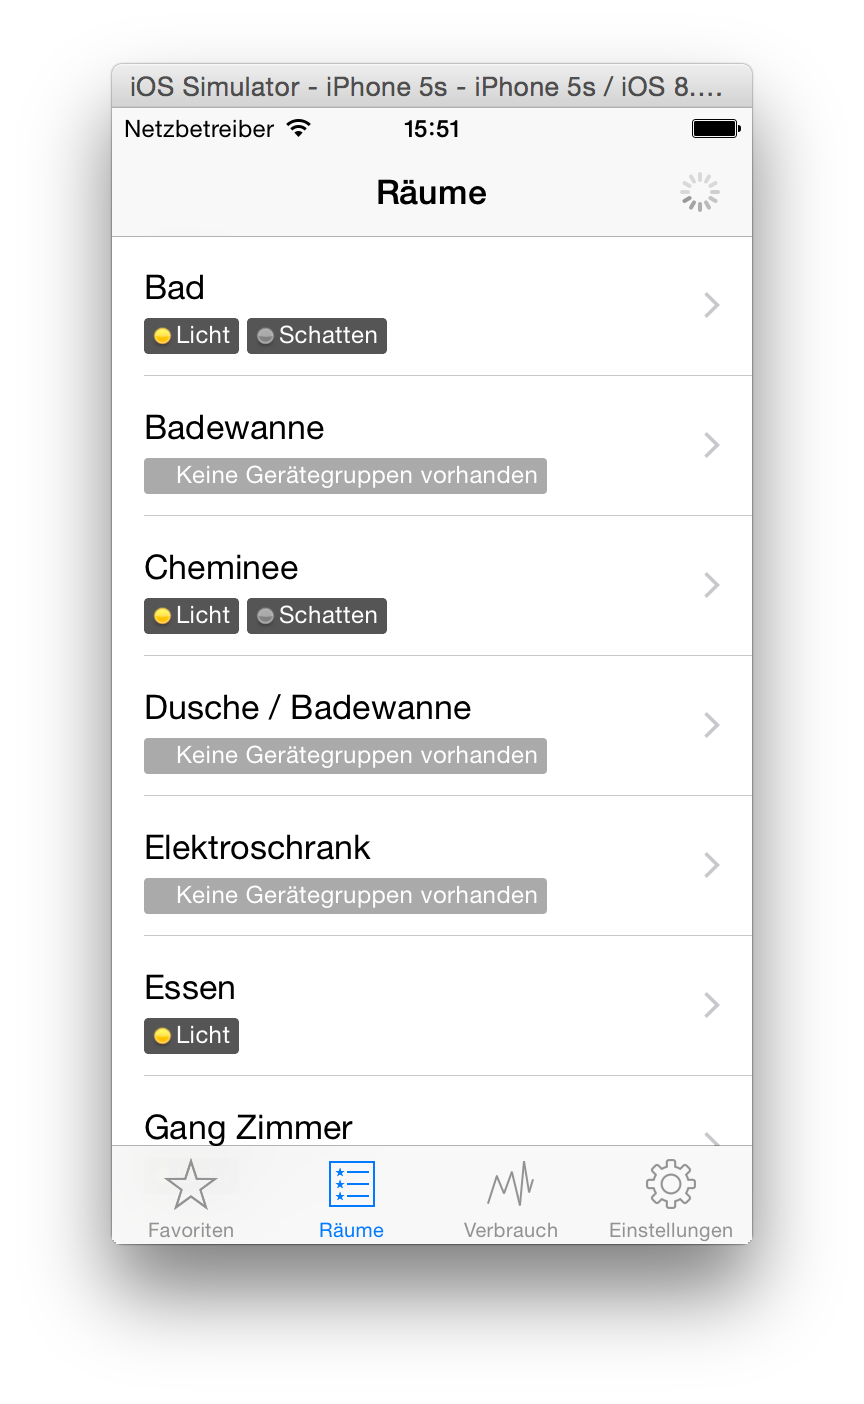 iOS Simulator - iPhone 5s - iPhone 5s / iOS 8....
Netzbetreiber 15:51
Räume
Bad
Licht Schatten
Badewanne
Keine Gerätegruppen vorhanden
Cheminee
Licht Schatten
Dusche / Badewanne
Keine Gerätegruppen vorhanden
Elektroschrank
Keine Gerätegruppen vorhanden
Essen
Licht
Gang Zimmer
Favoriten Räume Verbrauch Einstellungen